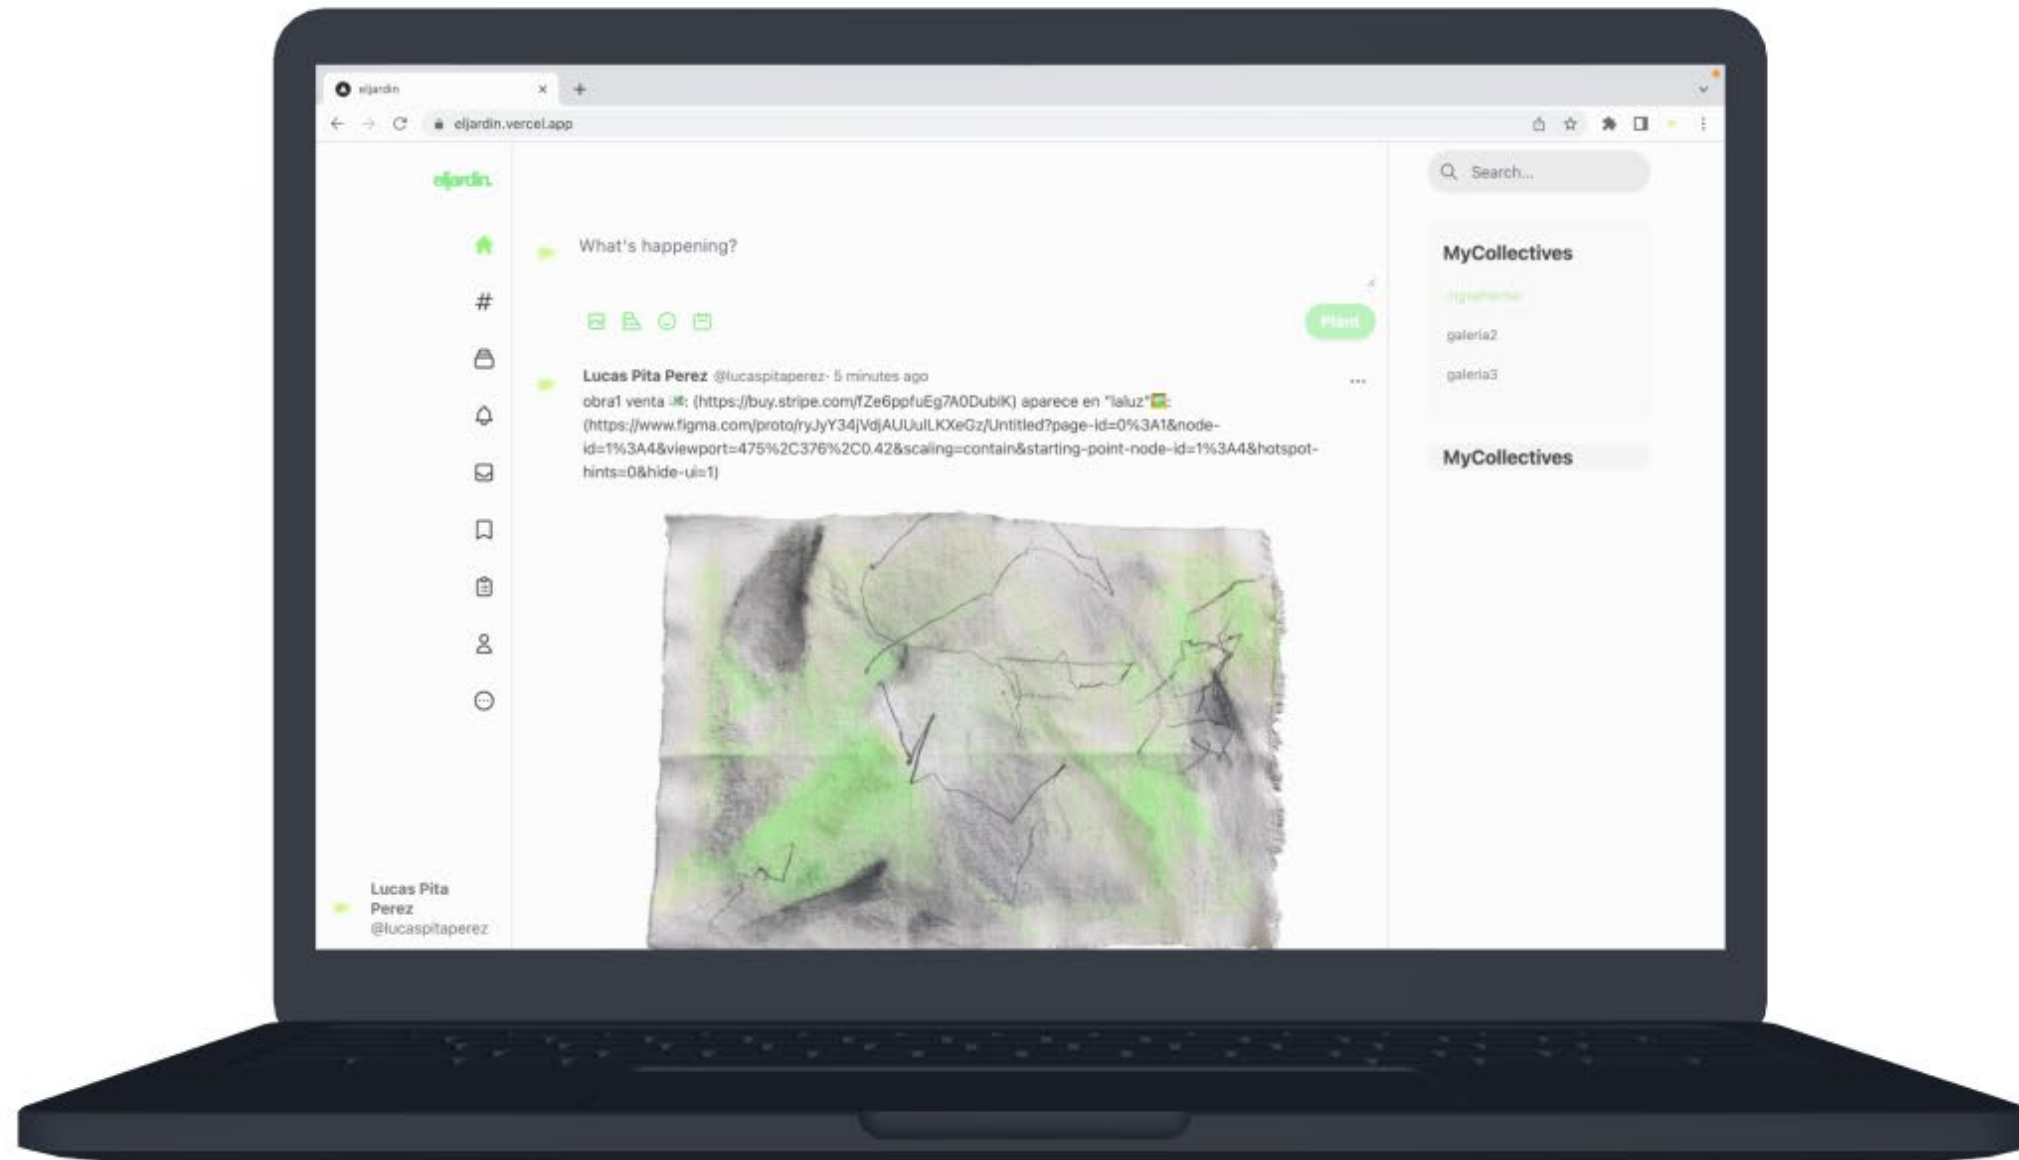 eljardin
eljardin.vercel.app
eljardin.
What's happening?
Plant
Lucas Pita Perez @lucaspitaperez· 5 minutes ago
obra1 venta 💵: (https://buy.stripe.com/fZe6ppfuEg7A0DubIK) aparece en "laluz"🖼️:
(https://www.figma.com/proto/ryJyY34jVdjAUUuILKXeGz/Untitled?page-id=0%3A1&node-
id=1%3A4&viewport=475%2C376%2C0.42&scaling=contain&starting-point-node-id=1%3A4&hotspot-
hints=0&hide-ui=1)
Lucas Pita
Perez
@lucaspitaperez
Search...
MyCollectives
galeria2
galeria3
MyCollectives